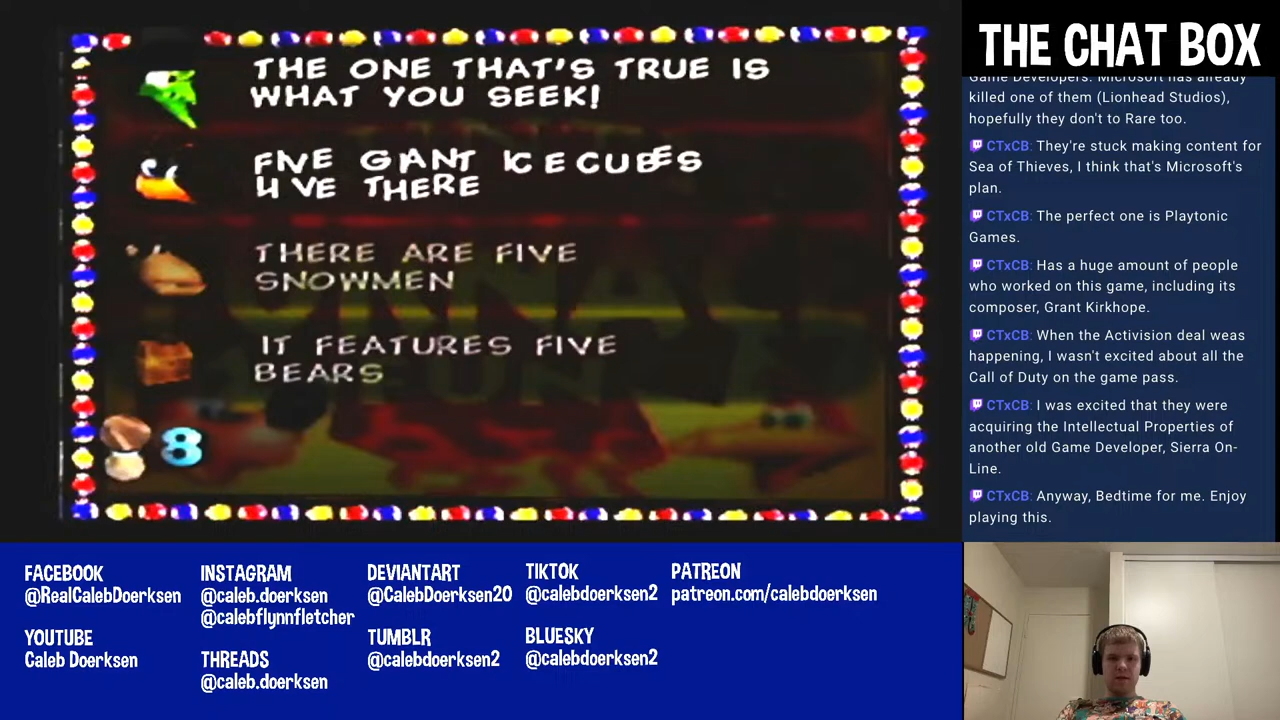 THE ONE THAT'S TRUE IS
WHAT YOU SEEK!
FIVE GIANT ICE CUBES
LIVE THERE
THERE ARE FIVE
SNOWMEN
IT FEATURES FIVE
BEARS
8
THE CHAT BOX
Game Developers. Microsoft has already
killed one of them (Lionhead Studios),
hopefully they don't to Rare too.
CTxCB: They're stuck making content for
Sea of Thieves, I think that's Microsoft's
plan.
CTxCB: The perfect one is Playtonic
Games.
CTxCB: Has a huge amount of people
who worked on this game, including its
composer, Grant Kirkhope.
CTxCB: When the Activision deal weas
happening, I wasn't excited about all the
Call of Duty on the game pass.
CTxCB: I was excited that they were
acquiring the Intellectual Properties of
another old Game Developer, Sierra On-
Line.
CTxCB: Anyway, Bedtime for me. Enjoy
playing this.
FACEBOOK
@RealCalebDoerksen
YOUTUBE
Caleb Doerksen
INSTAGRAM
@caleb.doerksen
@calebflynnfletcher
THREADS
@caleb.doerksen
DEVIANTART
@CalebDoerksen20
TUMBLR
@calebdoerksen2
TIKTOK
@calebdoerksen2
BLUESKY
@calebdoerksen2
PATREON
patreon.com/calebdoerksen